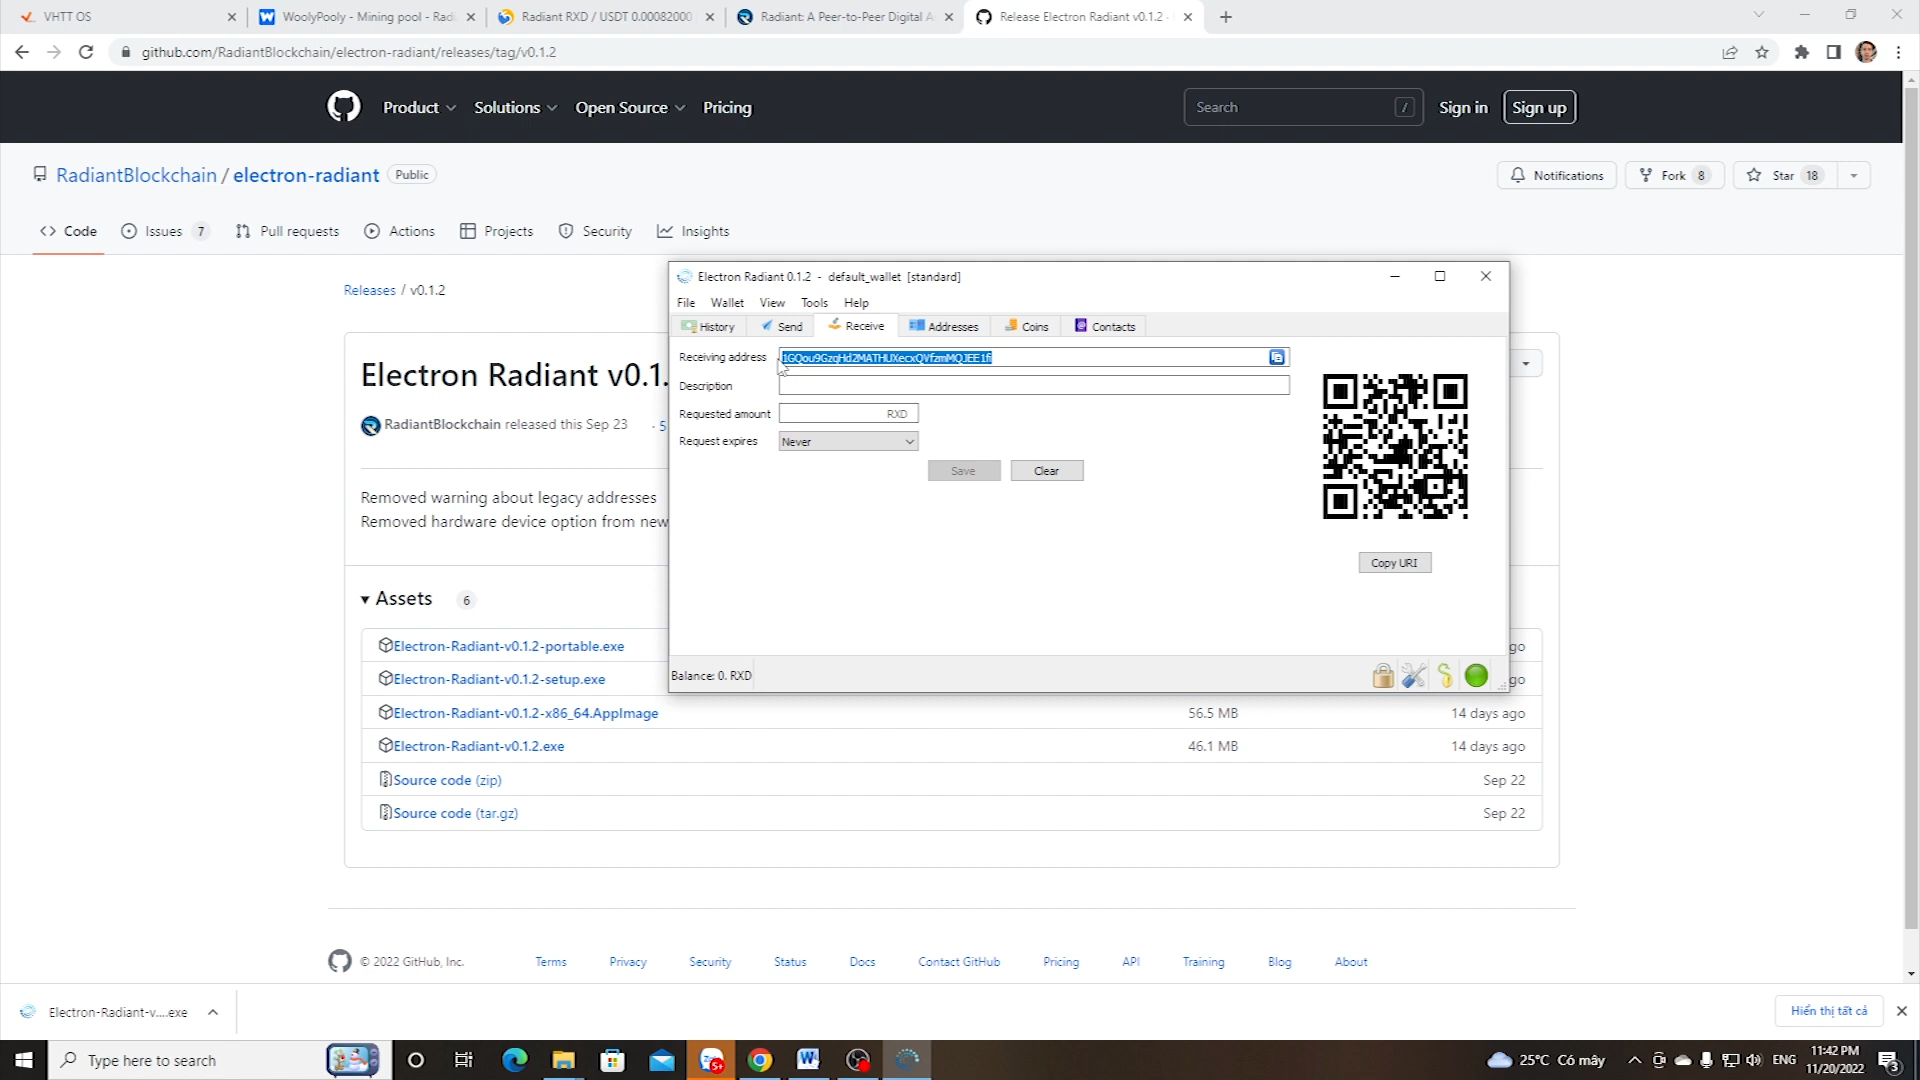 VHTT OS
WoolyPooly - Mining pool - Radi
Radiant RXD / USDT 0.00082000
Radiant: A Peer-to-Peer Digital A
Release Electron Radiant v0.1.2 ·
github.com/RadiantBlockchain/electron-radiant/releases/tag/v0.1.2
Product Solutions Open Source Pricing
Search /
Sign in Sign up
RadiantBlockchain / electron-radiant Public
Notifications Fork 8 Star 18
Code Issues 7 Pull requests Actions Projects Security Insights
Releases / v0.1.2
Electron Radiant v0.1.
RadiantBlockchain released this Sep 23 · 5
Removed warning about legacy addresses
Removed hardware device option from new
Assets 6
Electron-Radiant-v0.1.2-portable.exe go
Electron-Radiant-v0.1.2-setup.exe go
Electron-Radiant-v0.1.2-x86_64.AppImage 56.5 MB 14 days ago
Electron-Radiant-v0.1.2.exe 46.1 MB 14 days ago
Source code (zip) Sep 22
Source code (tar.gz) Sep 22
Electron Radiant 0.1.2 - default_wallet [standard]
File Wallet View Tools Help
History Send Receive Addresses Coins Contacts
Receiving address 1GQou9GzqHd2MATHUXecxQVfzmMQJEE1fi
Description
Requested amount RXD
Request expires Never
Save Clear
Copy URI
Balance: 0. RXD
© 2022 GitHub, Inc. Terms Privacy Security Status Docs Contact GitHub Pricing API Training Blog About
Electron-Radiant-v....exe
Hiển thị tất cả
Type here to search
5+
25°C Có mây
ENG
11:42 PM
11/20/2022
3